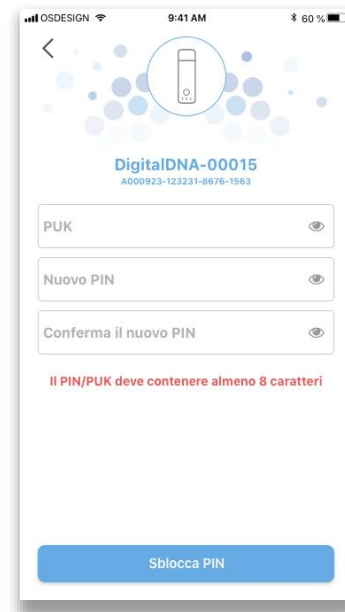 OSDESIGN 9:41 AM 60 %
DigitalDNA-00015
A000923-123231-8676-1563
PUK
Nuovo PIN
Conferma il nuovo PIN
Il PIN/PUK deve contenere almeno 8 caratteri
Sblocca PIN